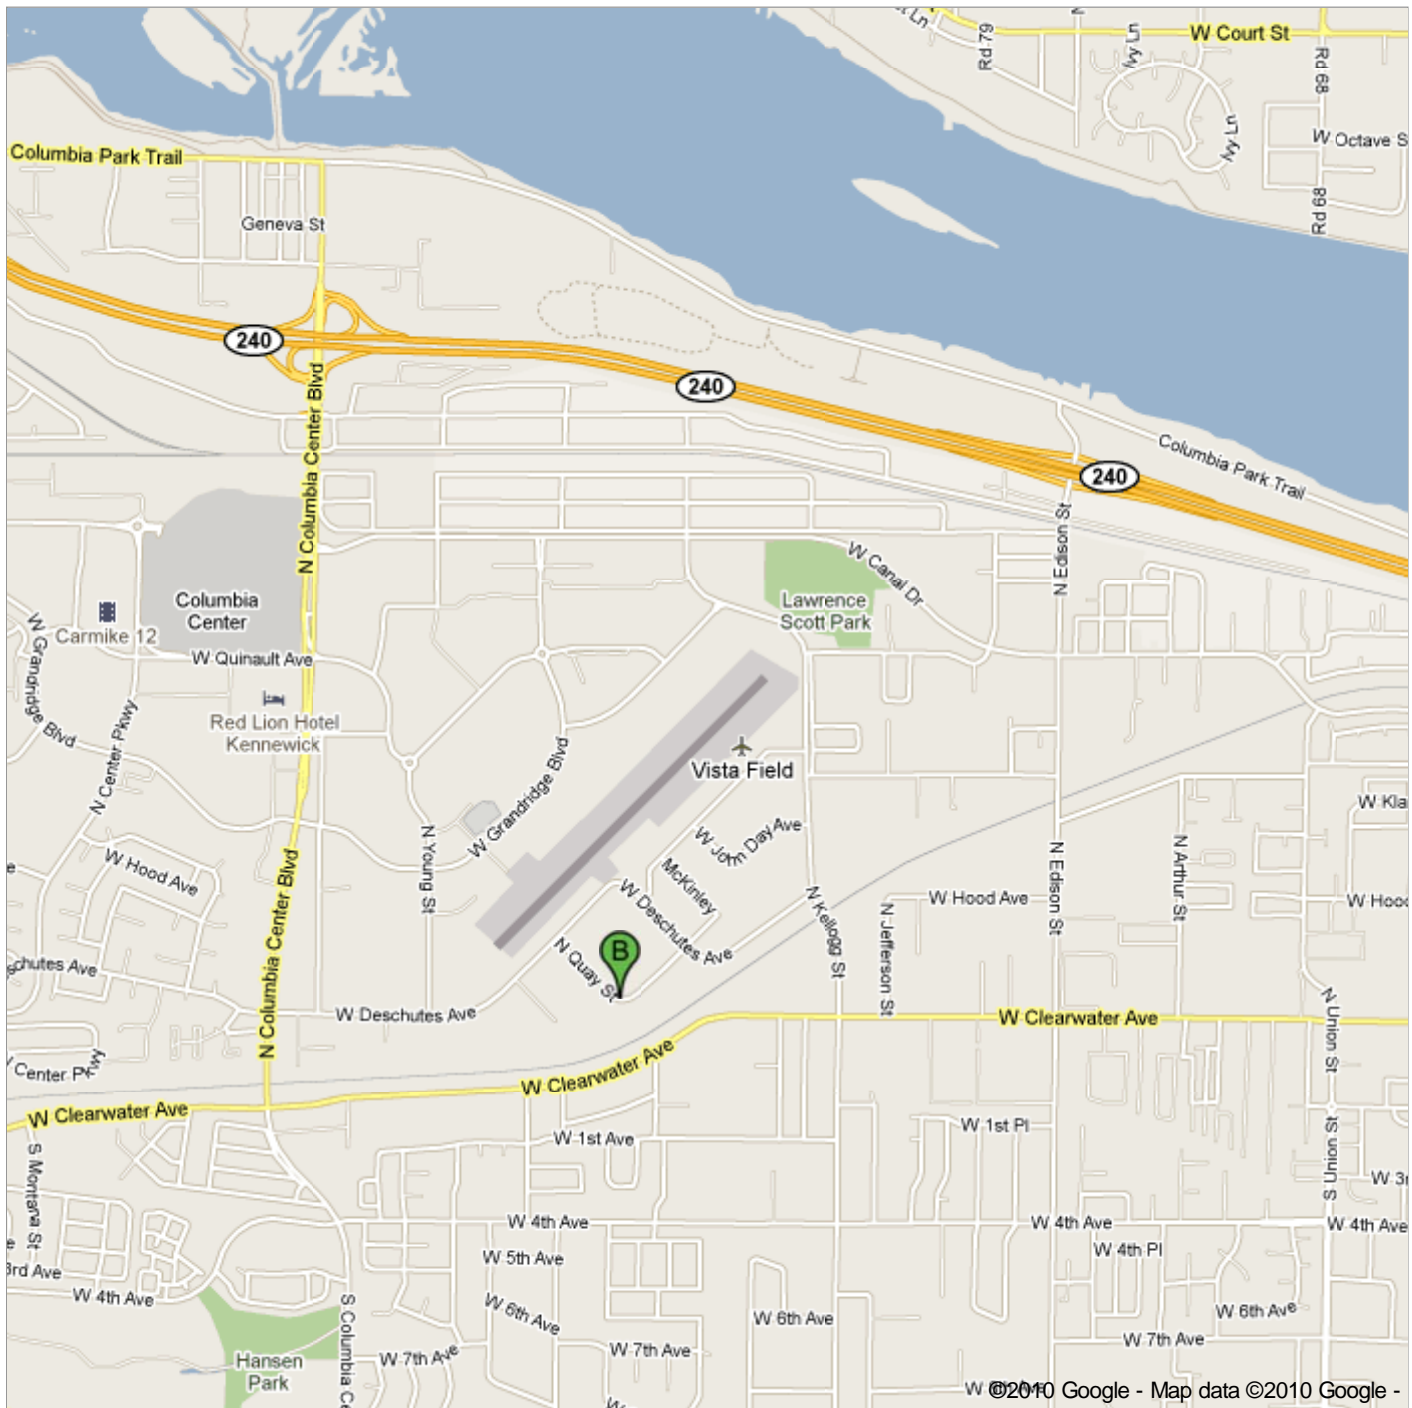 W Court St
Rd 79
Ivy Ln
Rd 68
Ivy Ln
W Octave S
Rd 68
Columbia Park Trail
Geneva St
240
240
240
Columbia Park Trail
N Columbia Center Blvd
N Edison St
W Canal Dr
Lawrence
Scott Park
Columbia
Center
Carmike 12
W Quinault Ave
W Grandridge Blvd
Red Lion Hotel
Kennewick
N Center Pkwy
Vista Field
W Grandridge Blvd
W Kla
W John Day Ave
McKinley
N Young St
W Hood Ave
N Columbia Center Blvd
W Deschutes Ave
N Kellogg St
N Edison St
N Arthur St
W Hood Ave
W Hood
N Jefferson St
B
N Quay St
chutes Ave
W Deschutes Ave
W Clearwater Ave
N Union St
Center Pkwy
W Clearwater Ave
W Clearwater Ave
W 1st Ave
W 1st Pl
S Montana St
S Union St
W 3r
W 4th Ave
W 4th Ave
W 4th Ave
W 5th Ave
W 4th Pl
3rd Ave
W 4th Ave
W 6th Ave
W 6th Ave
W 6th Ave
S Columbia Ce
W 7th Ave
W 7th Ave
W 7th Ave
Hansen
Park
©2010 Google - Map data ©2010 Google -